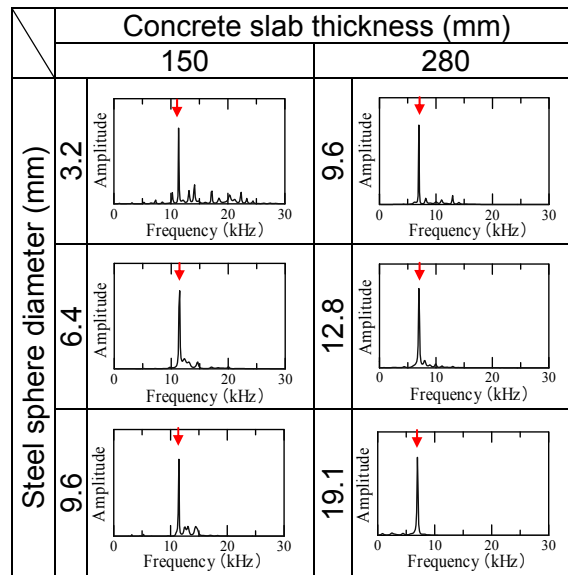 Concrete slab thickness (mm)
150 280
Steel sphere diameter (mm)
3.2
Amplitude
0 10 20 30
Frequency (kHz)
9.6
Amplitude
0 10 20 30
Frequency (kHz)
6.4
Amplitude
0 10 20 30
Frequency (kHz)
12.8
Amplitude
0 10 20 30
Frequency (kHz)
9.6
Amplitude
0 10 20 30
Frequency (kHz)
19.1
Amplitude
0 10 20 30
Frequency (kHz)